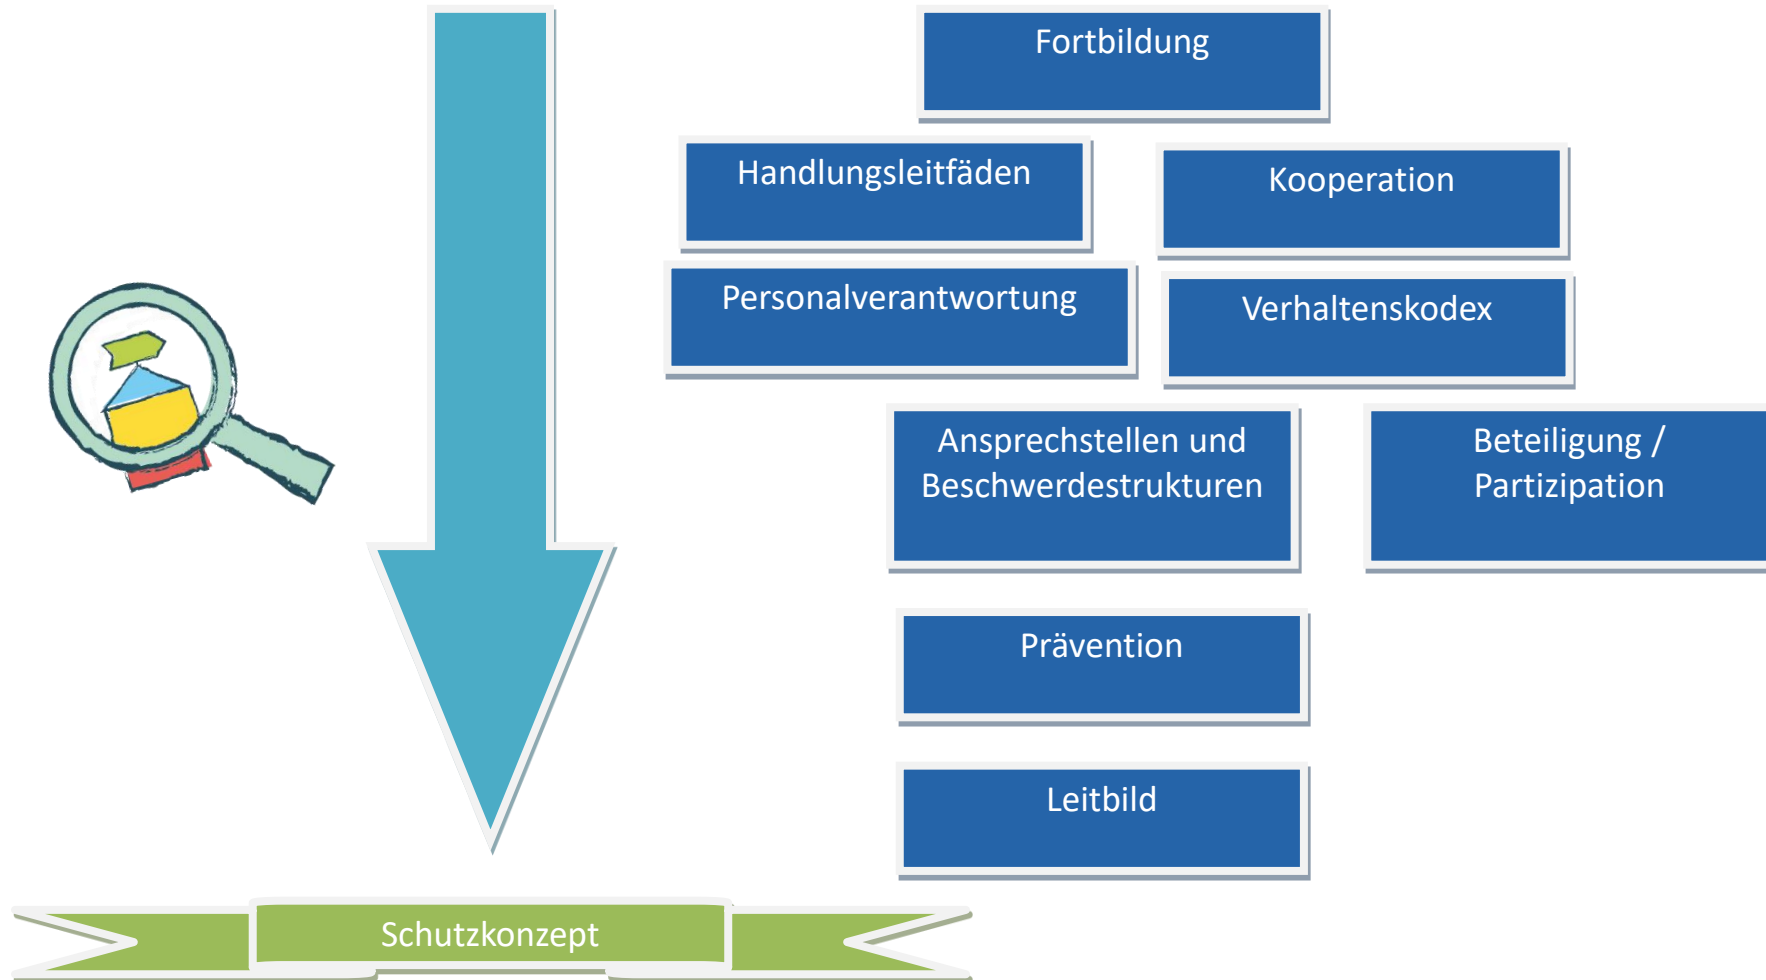 Fortbildung
Handlungsleitfäden
Kooperation
Personalverantwortung
Verhaltenskodex
Ansprechstellen und
Beschwerdestrukturen
Beteiligung /
Partizipation
Prävention
Leitbild
Schutzkonzept